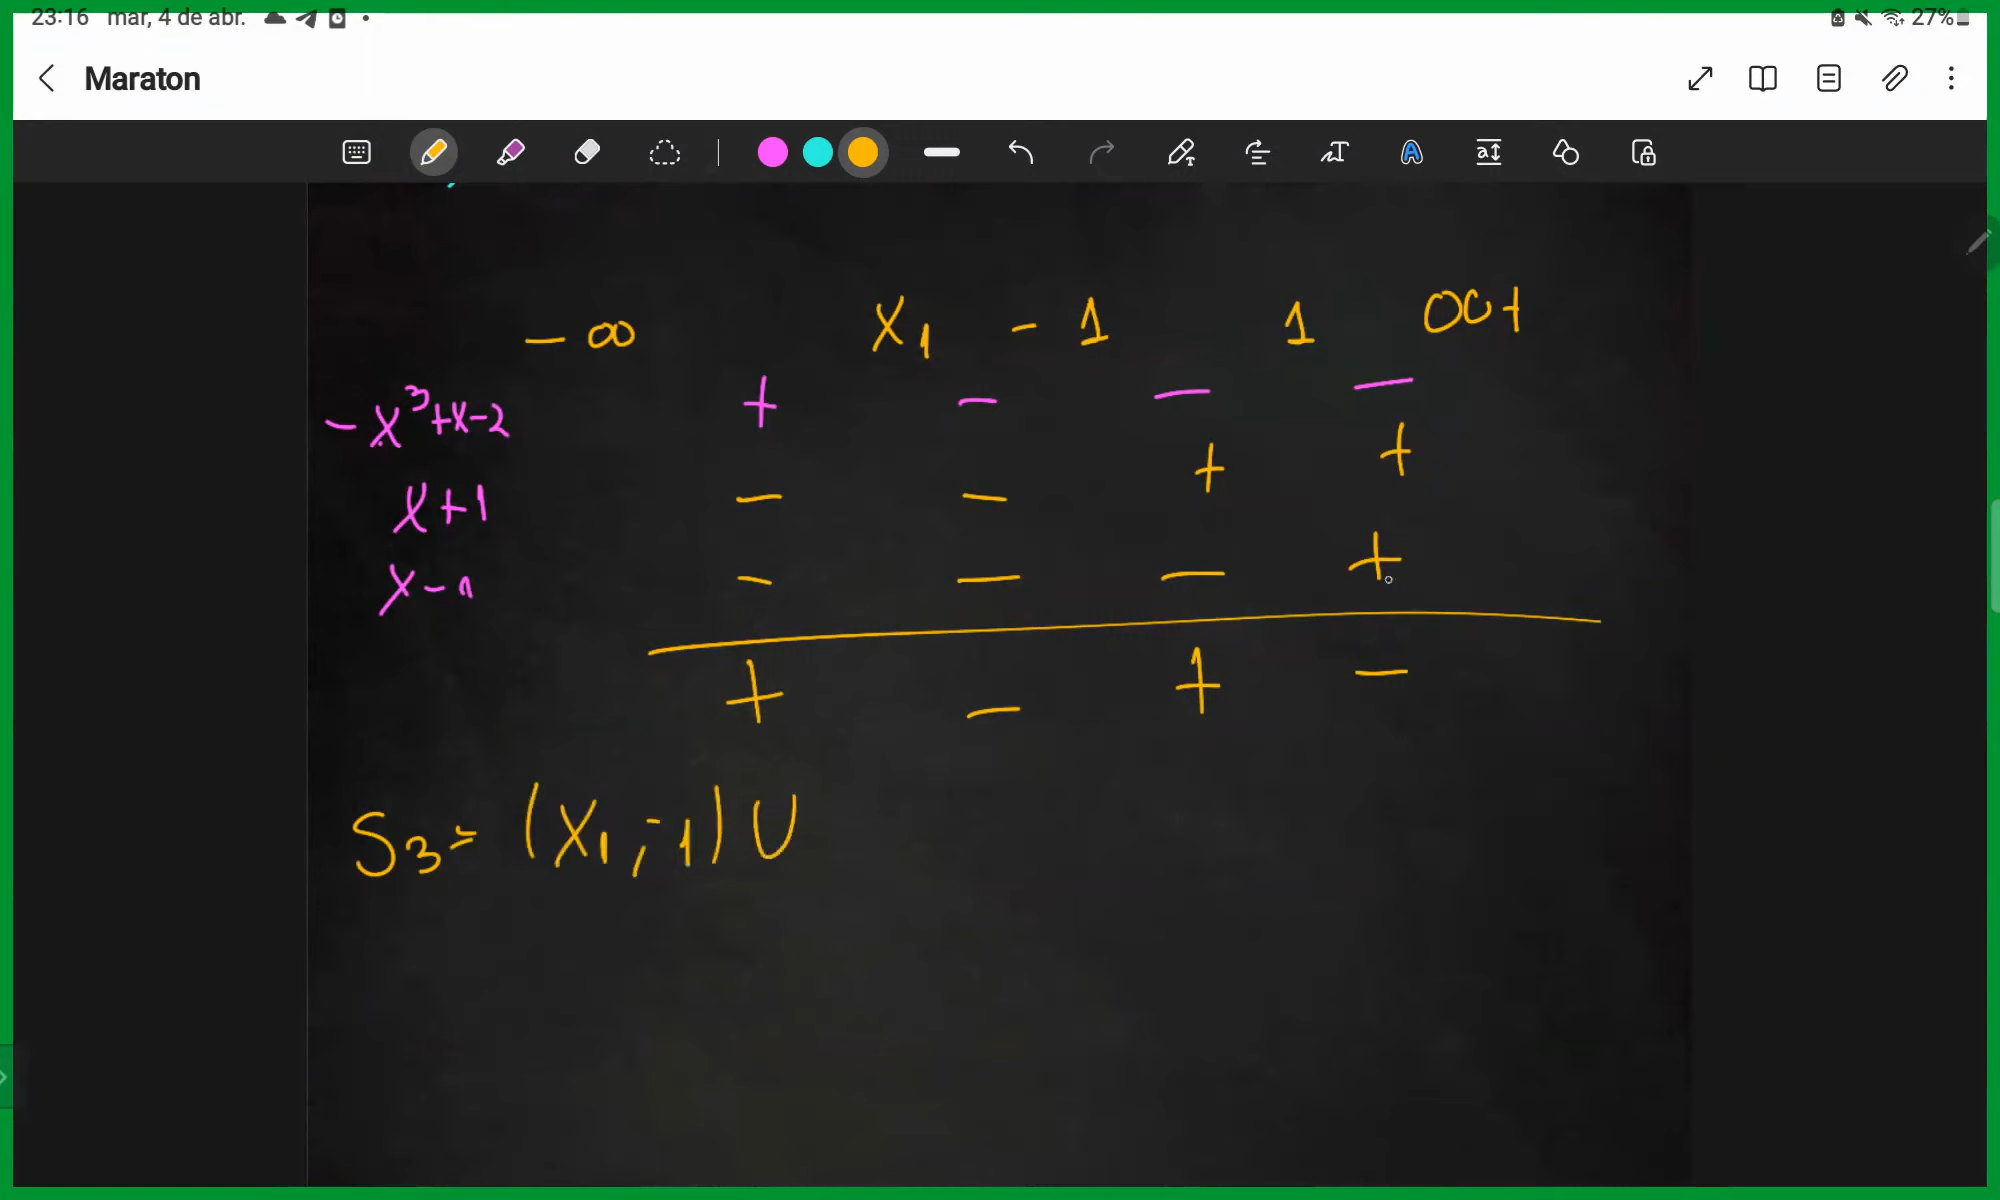 23:16 mar, 4 de abr. 27%
Maraton
- ∞ x₁ - 1 1 ∞+
-x³+x-2 + - - -
x+1 - - + +
x-1 - - - +
+ - + -
S₃= (x₁;-1) U